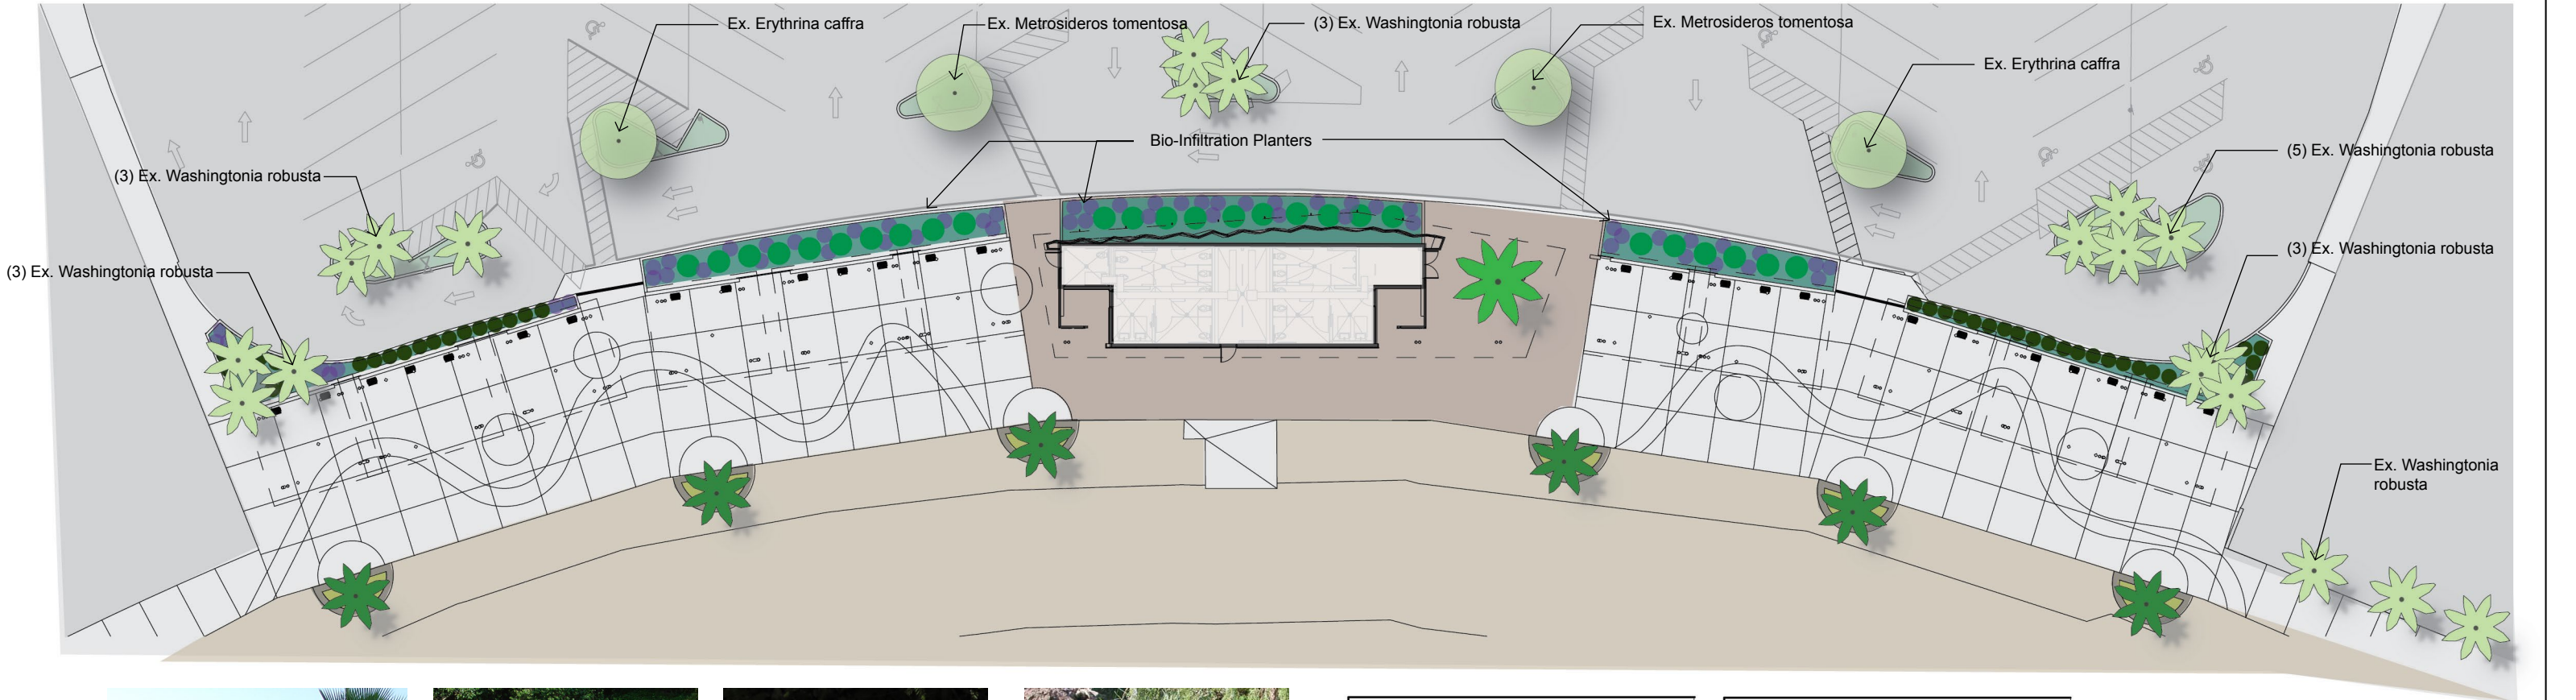 Ex. Erythrina caffra
Ex. Metrosideros tomentosa
(3) Ex. Washingtonia robusta
Ex. Metrosideros tomentosa
Ex. Erythrina caffra
Bio-Infiltration Planters
(5) Ex. Washingtonia robusta
(3) Ex. Washingtonia robusta
(3) Ex. Washingtonia robusta
(3) Ex. Washingtonia robusta
Ex. Washingtonia
robusta